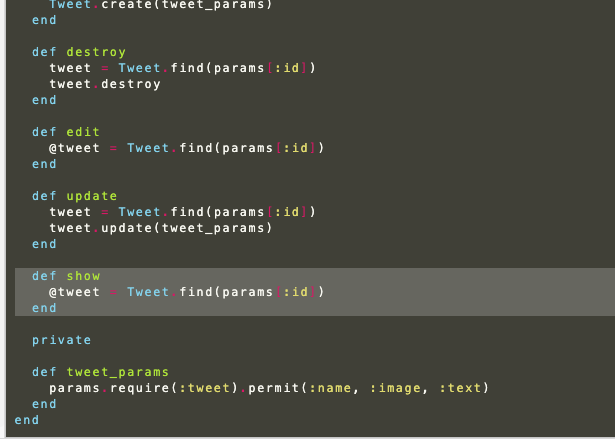 Tweet.create(tweet_params)
end
def destroy
tweet = Tweet.find(params[:id])
tweet.destroy
end
def edit
@tweet = Tweet.find(params[:id])
end
def update
tweet = Tweet.find(params[:id])
tweet.update(tweet_params)
end
def show
@tweet = Tweet.find(params[:id])
end
private
def tweet_params
params.require(:tweet).permit(:name, :image, :text)
end
end